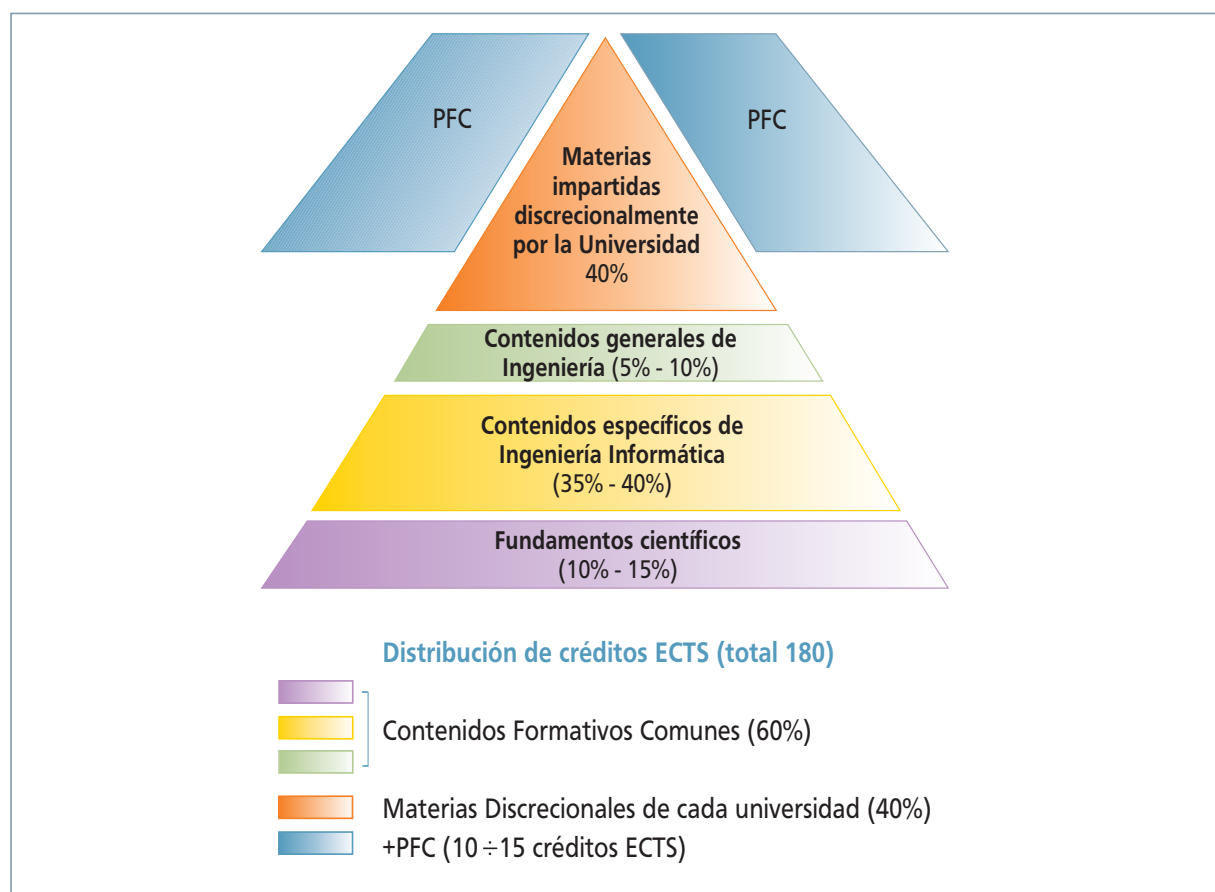 PFC
PFC
Materias
impartidas
discrecionalmente
por la Universidad
40%
Contenidos generales de
Ingeniería (5% - 10%)
Contenidos específicos de
Ingeniería Informática
(35% - 40%)
Fundamentos científicos
(10% - 15%)
Distribución de créditos ECTS (total 180)
Contenidos Formativos Comunes (60%)
Materias Discrecionales de cada universidad (40%)
+PFC (10÷15 créditos ECTS)